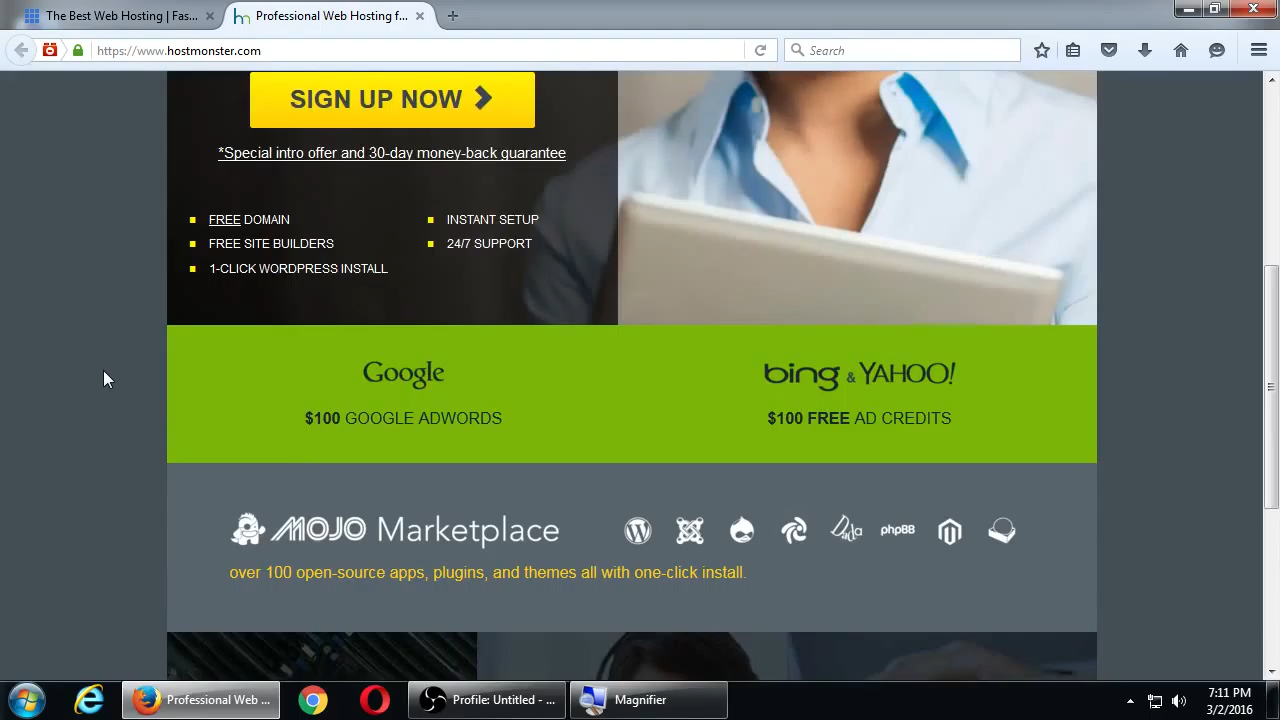 The Best Web Hosting | Fas...
Professional Web Hosting f...
https://www.hostmonster.com
Search
SIGN UP NOW
*Special intro offer and 30-day money-back guarantee
FREE DOMAIN
INSTANT SETUP
FREE SITE BUILDERS
24/7 SUPPORT
1-CLICK WORDPRESS INSTALL
Google
bing & YAHOO!
$100 GOOGLE ADWORDS
$100 FREE AD CREDITS
MOJO Marketplace
phpBB
over 100 open-source apps, plugins, and themes all with one-click install.
Professional Web ...
Profile: Untitled - ...
Magnifier
7:11 PM
3/2/2016